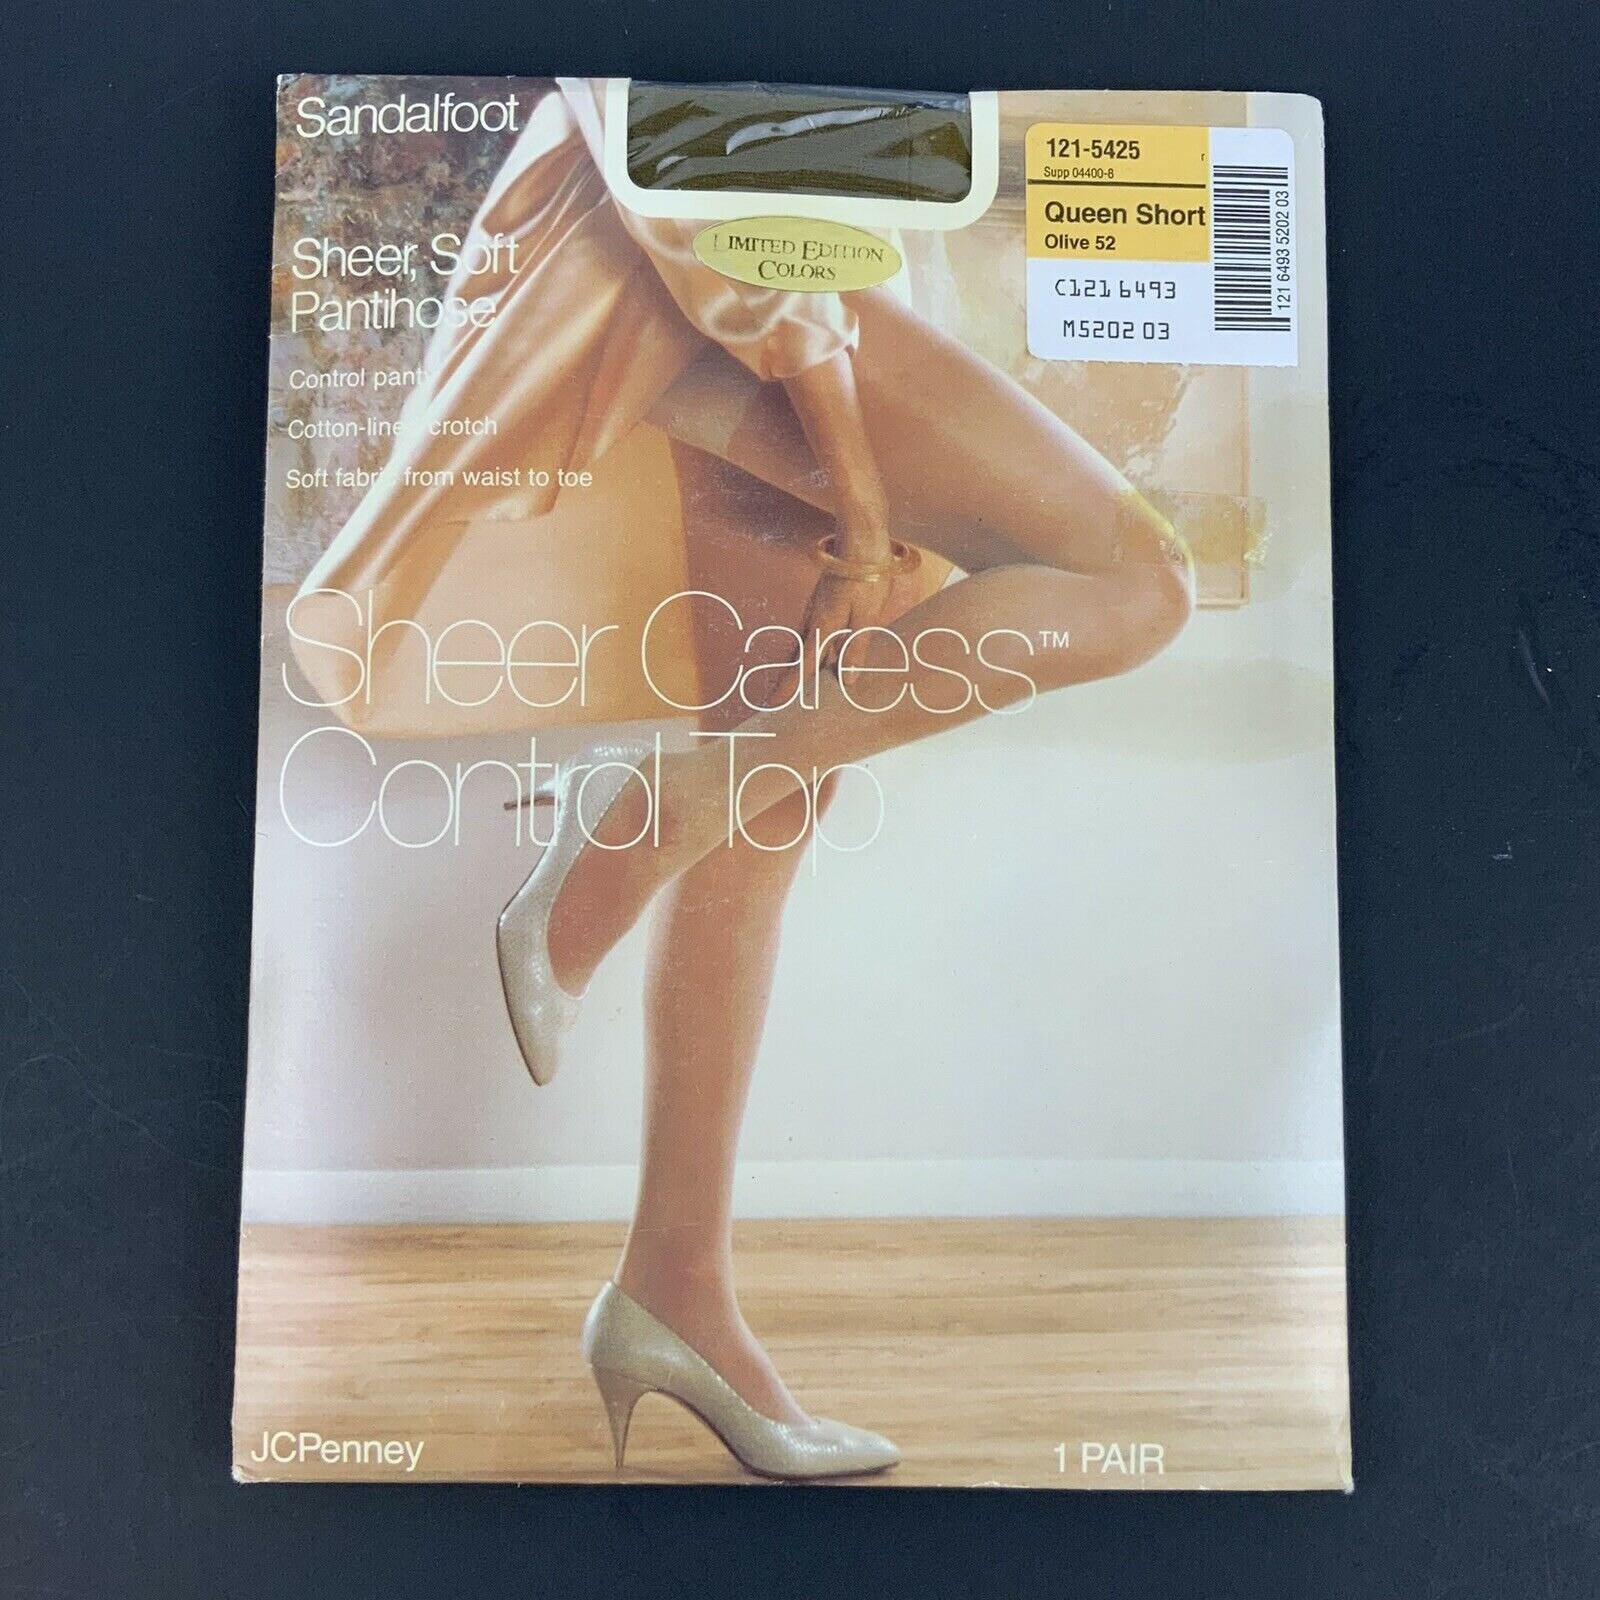 Sandalfoot
Sheer, Soft
Pantihose
Control panty
Cotton-lined crotch
Soft fabric from waist to toe
LIMITED EDITION
COLORS
121-5425
Supp 04400-8
Queen Short
Olive 52
C121 6493
M5202 03
121 6493 5202 03
Sheer Caress™
Control Top
JCPenney
1 PAIR